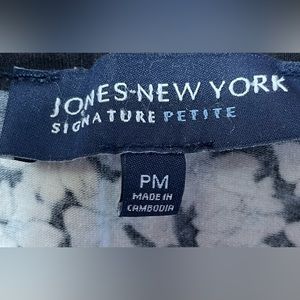 JONES·NEW YORK
SIGNATURE PETITE
PM
MADE IN
CAMBODIA